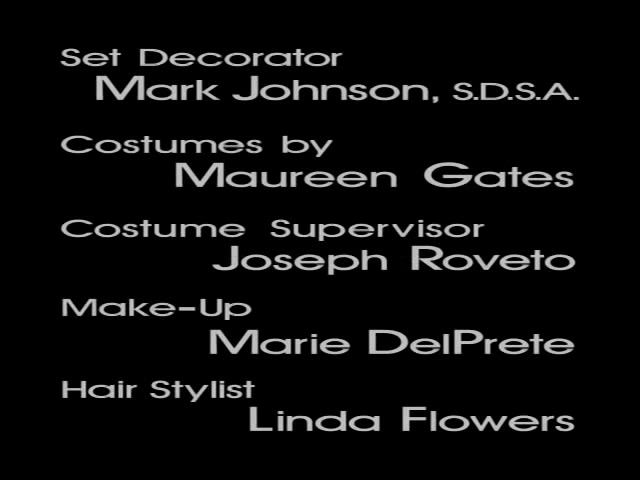 Set Decorator
Mark Johnson, S.D.S.A.
Costumes by
Maureen Gates
Costume Supervisor
Joseph Roveto
Make-Up
Marie DelPrete
Hair Stylist
Linda Flowers